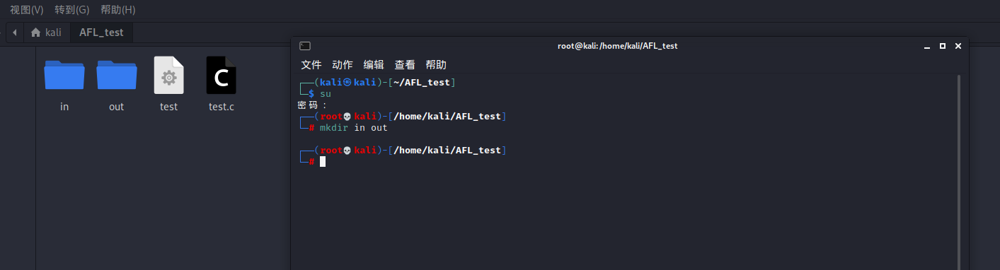 视图(V) 转到(G) 帮助(H)
kali AFL_test
in out test test.c
root@kali: /home/kali/AFL_test
文件 动作 编辑 查看 帮助
┌──(kali㉿kali)-[~/AFL_test]
└─$ su
密码：
┌──(root💀kali)-[/home/kali/AFL_test]
└─# mkdir in out
┌──(root💀kali)-[/home/kali/AFL_test]
└─#